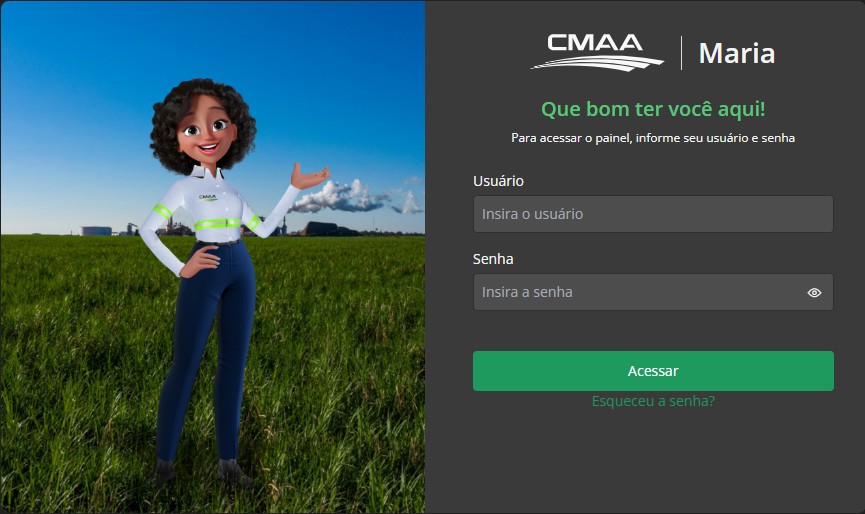 CMAA
Maria
Que bom ter você aqui!
Para acessar o painel, informe seu usuário e senha
Usuário
Insira o usuário
Senha
Insira a senha
Acessar
Esqueceu a senha?
CMAA